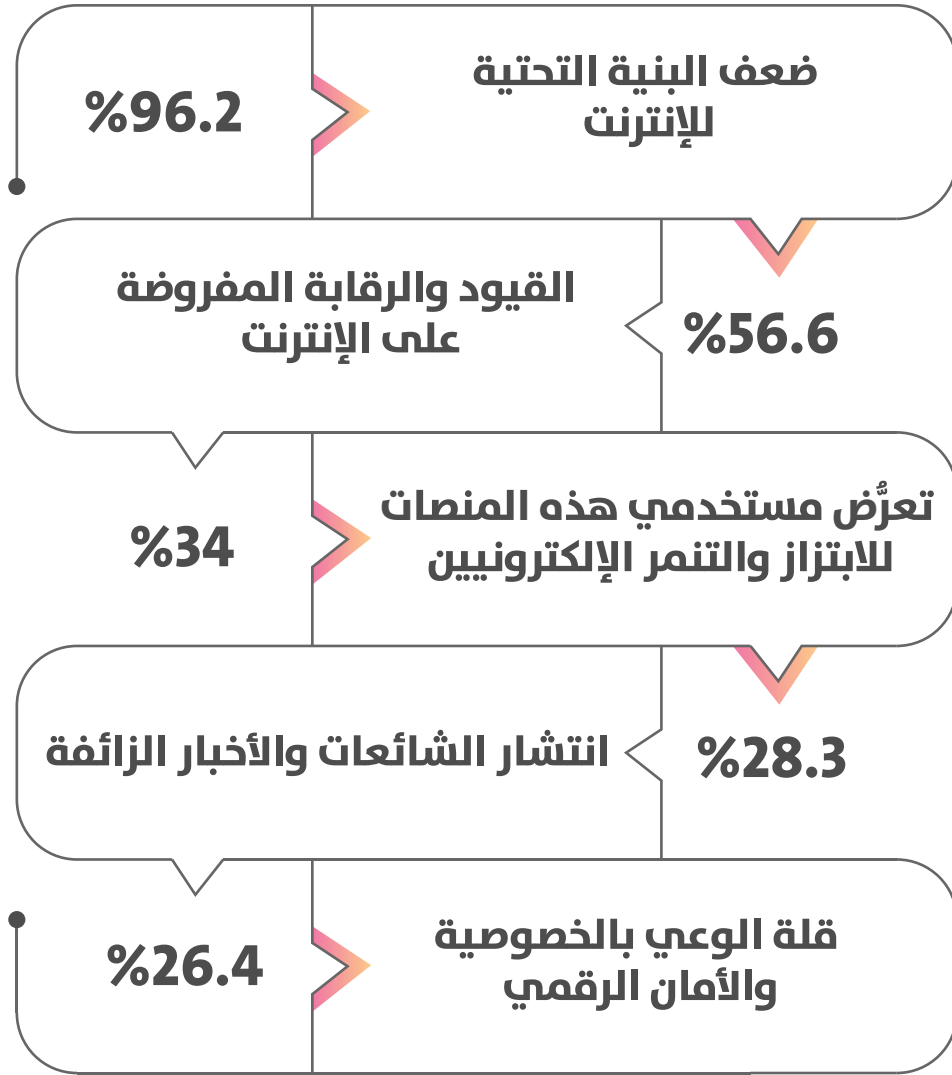 ضعف البنية التحتية
للإنترنت
%96.2
القيود والرقابة المفروضة
على الإنترنت
%56.6
تعرُّض مستخدمي هذه المنصات
للابتزاز والتنمر الإلكترونيين
%34
انتشار الشائعات والأخبار الزائفة
%28.3
قلة الوعي بالخصوصية
والأمان الرقمي
%26.4